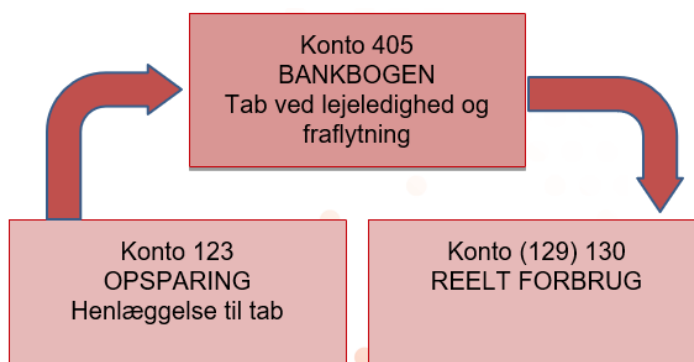 Konto 405
BANKBOGEN
Tab ved lejeledighed og
fraflytning
Konto 123
OPSPARING
Henlæggelse til tab
Konto (129) 130
REELT FORBRUG